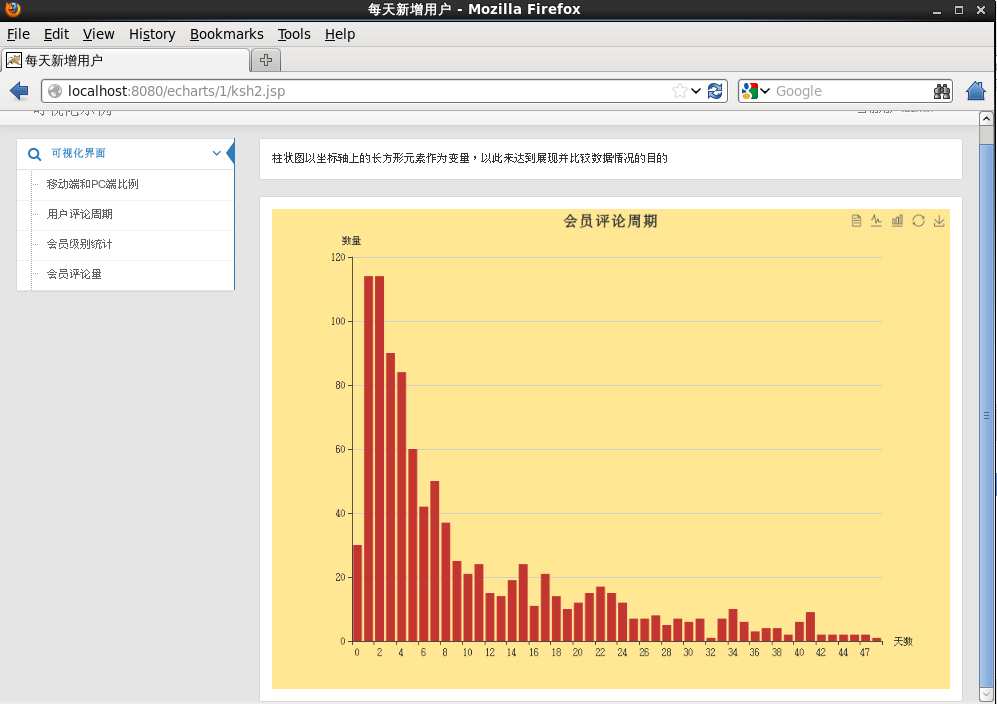 每天新增用户 - Mozilla Firefox
File Edit View History Bookmarks Tools Help
每天新增用户
localhost:8080/echarts/1/ksh2.jsp
Google
可视化界面
移动端和PC端比例
用户评论周期
会员级别统计
会员评论量
柱状图以坐标轴上的长方形元素作为变量，以此来达到展现并比较数据情况的目的
会员评论周期
数量
120
100
80
60
40
20
0
0 2 4 6 8 10 12 14 16 18 20 22 24 26 28 30 32 34 36 38 40 42 44 47
天数